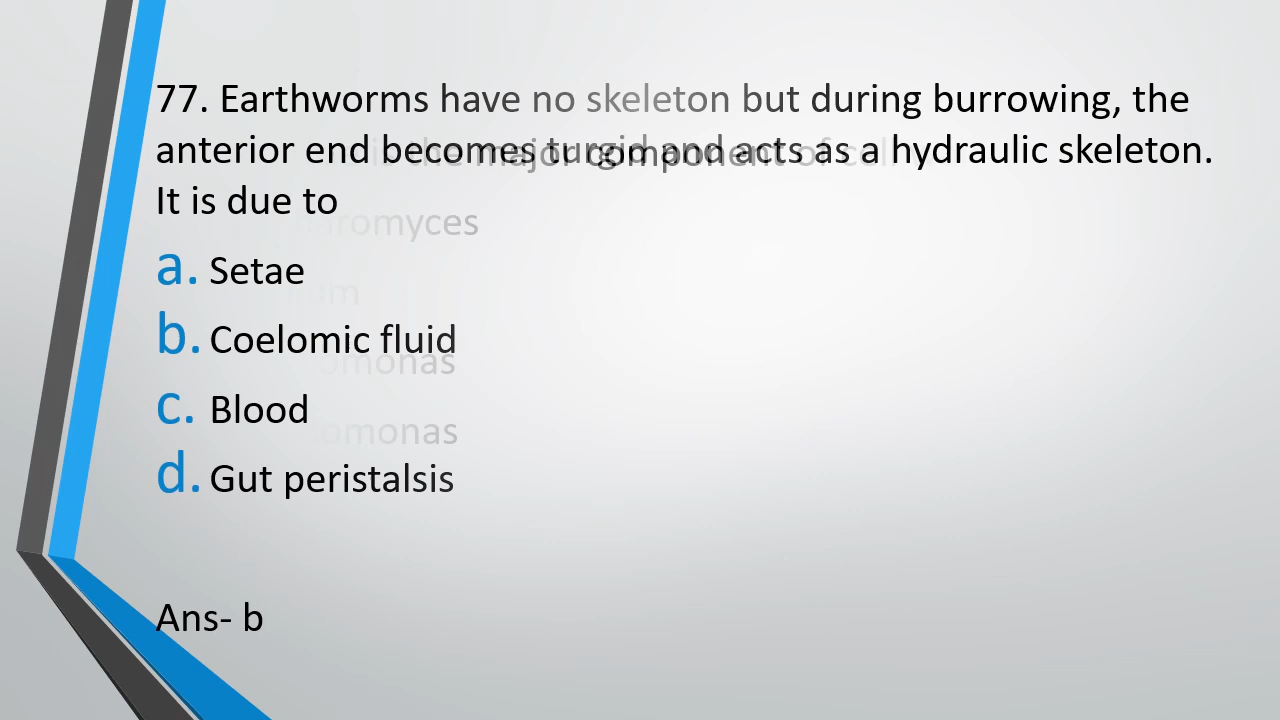 77. Earthworms have no skeleton but during burrowing, the
anterior end becomes turgid and acts as a hydraulic skeleton.
It is due to
a. Setae
b. Coelomic fluid
c. Blood
d. Gut peristalsis
Ans- b